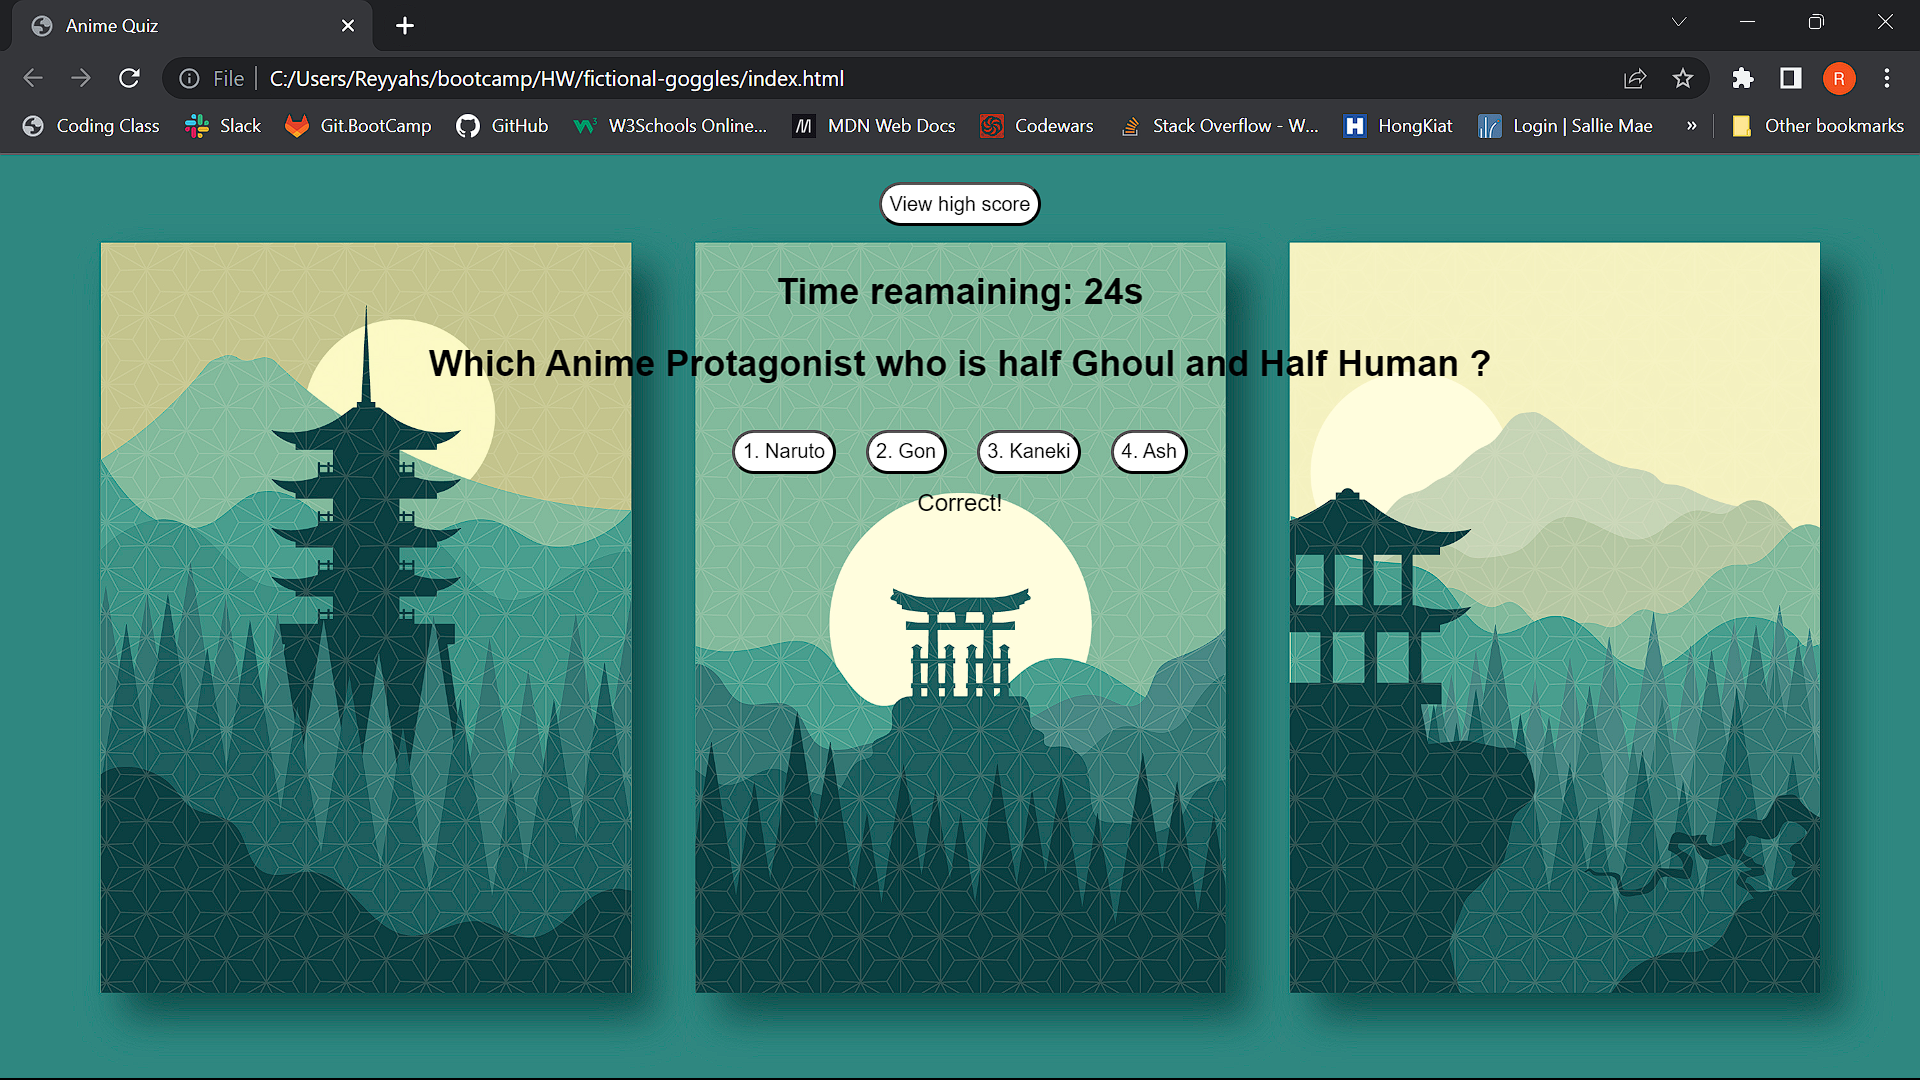 Anime Quiz
File C:/Users/Reyyahs/bootcamp/HW/fictional-goggles/index.html
R
Coding Class Slack Git.BootCamp GitHub W3Schools Online... MDN Web Docs Codewars Stack Overflow - W... HongKiat Login | Sallie Mae » Other bookmarks
View high score
Time reamaining: 24s
Which Anime Protagonist who is half Ghoul and Half Human ?
1. Naruto 2. Gon 3. Kaneki 4. Ash
Correct!